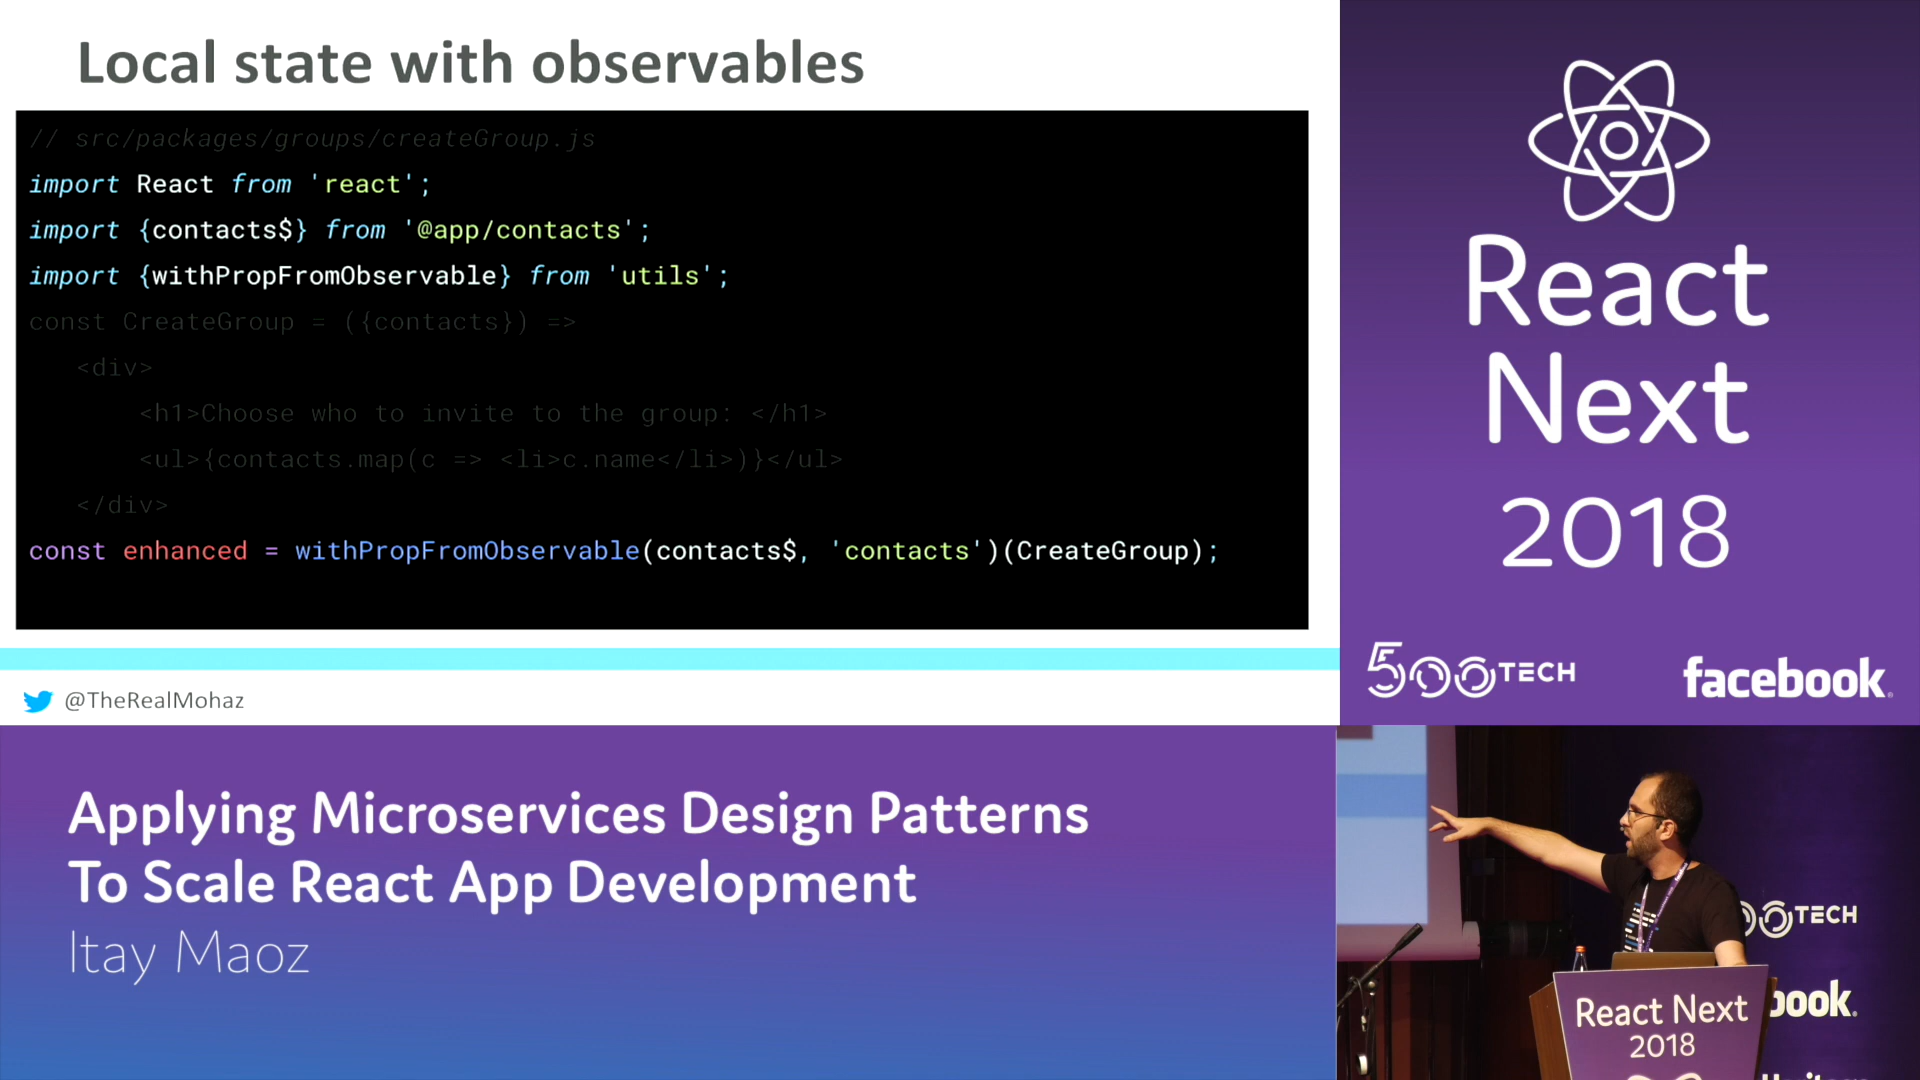 Local state with observables
// src/packages/groups/createGroup.js
import React from 'react';
import {contacts$} from '@app/contacts';
import {withPropFromObservable} from 'utils';
const CreateGroup = ({contacts}) =>
<div>
<h1>Choose who to invite to the group: </h1>
<ul>{contacts.map(c => <li>c.name</li>)}</ul>
</div>
const enhanced = withPropFromObservable(contacts$, 'contacts')(CreateGroup);
@TheRealMohaz
React
Next
2018
500TECH
facebook
Applying Microservices Design Patterns
To Scale React App Development
Itay Maoz
TECH
book
React Next
2018